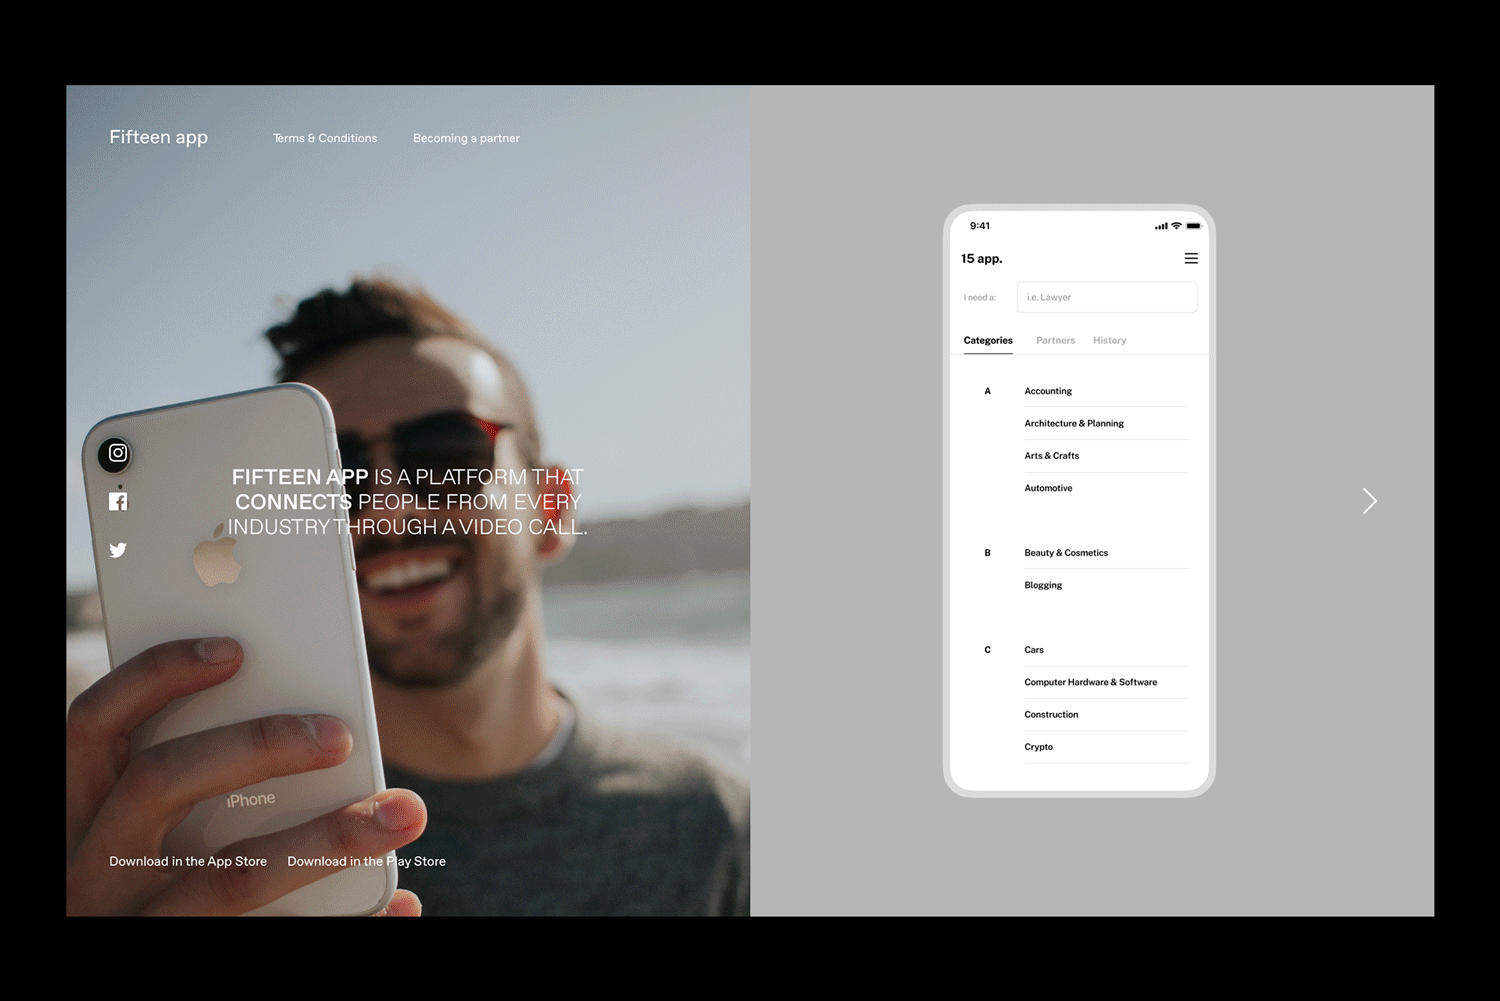 Fifteen app
Terms & Conditions
Becoming a partner
FIFTEEN APP IS A PLATFORM THAT
CONNECTS PEOPLE FROM EVERY
INDUSTRY THROUGH A VIDEO CALL.
iPhone
Download in the App Store
Download in the Play Store
9:41
15 app.
I need a:
i.e. Lawyer
Categories
Partners
History
A
Accounting
Architecture & Planning
Arts & Crafts
Automotive
B
Beauty & Cosmetics
Blogging
C
Cars
Computer Hardware & Software
Construction
Crypto